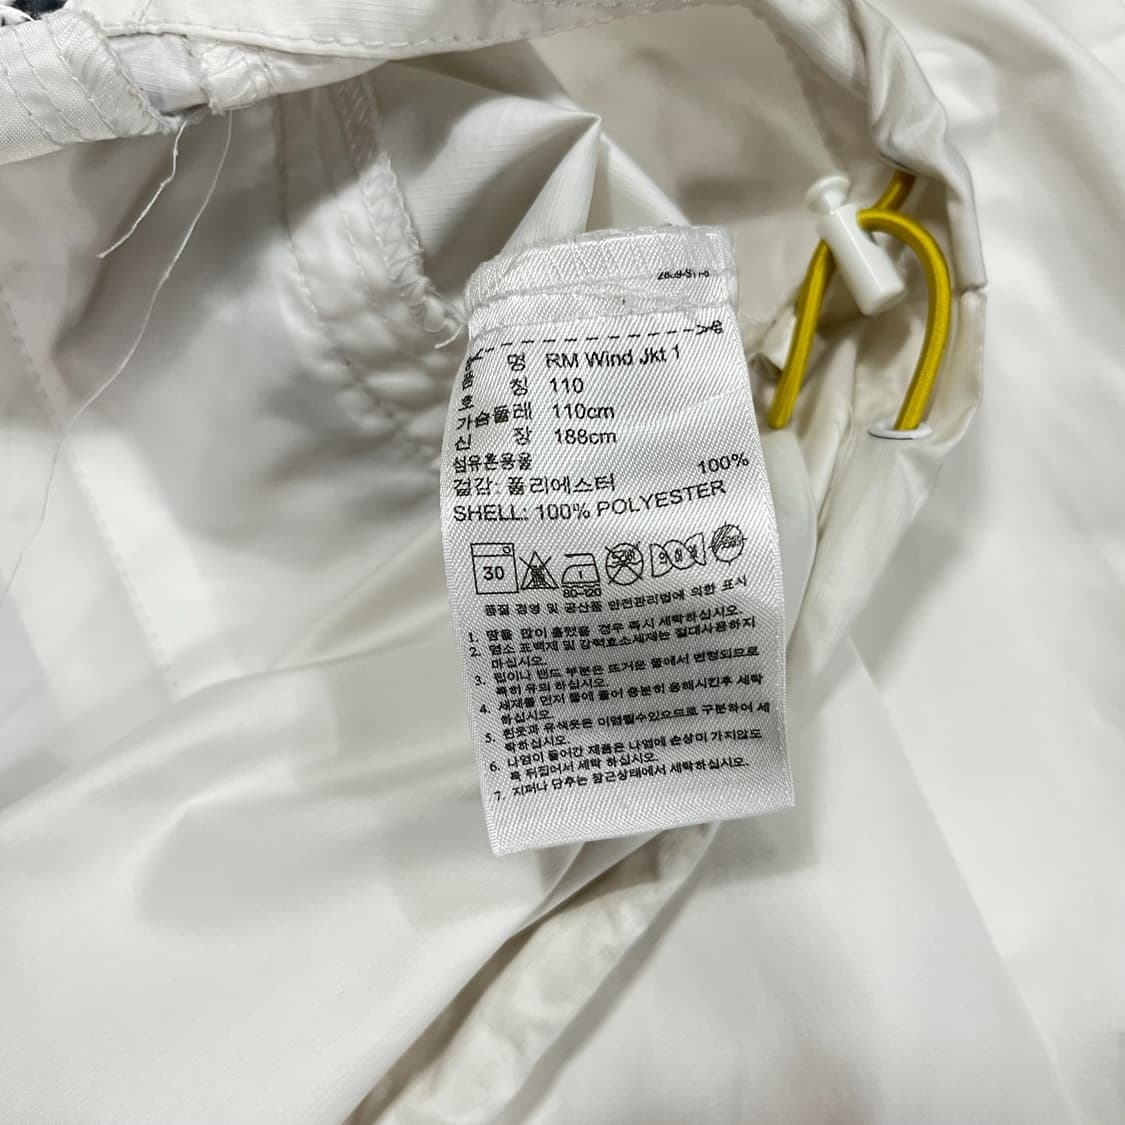 품 명 RM Wind Jkt 1
호 칭 110
가슴둘레 110cm
신 장 188cm
섬유혼용율
겉감: 폴리에스터 100%
SHELL: 100% POLYESTER
30
80-120
품질 경영 및 공산품 안전관리법에 의한 표시
1. 땀을 많이 흘렸을 경우 즉시 세탁하십시오.
2. 염소 표백제 및 강력효소세제는 절대사용하지
마십시오.
3. 립이나 밴드 부분은 뜨거운 물에서 변형되므로
특히 유의 하십시오.
4. 세제를 먼저 물에 풀어 충분히 용해시킨후 세탁
하십시오.
5. 흰옷과 유색옷은 이염될수있으므로 구분하여 세
탁하십시오.
6. 나염이 들어간 제품은 나염에 손상이 가지않도
록 뒤집어서 세탁 하십시오.
7. 지퍼나 단추는 잠근상태에서 세탁하십시오.